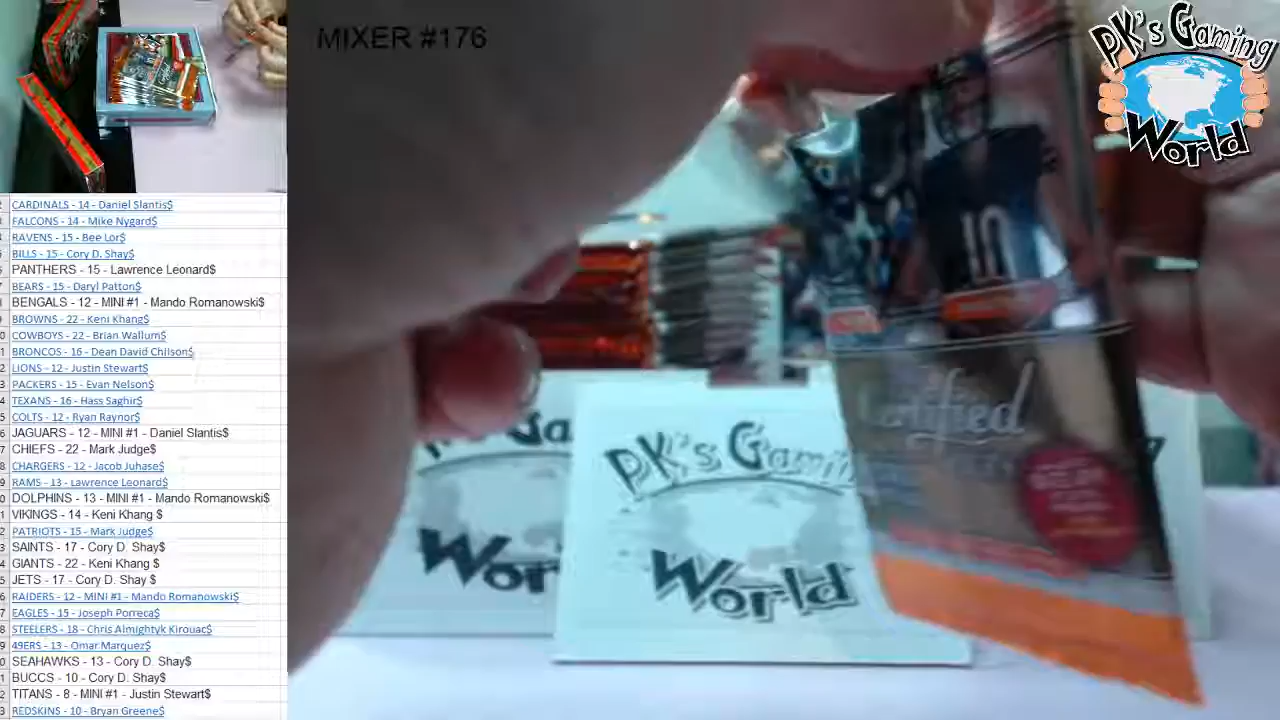 MIXER #176
PK's Gaming
World
CARDINALS - 14 - Daniel Slantis$
FALCONS - 14 - Mike Nygard$
RAVENS - 15 - Bee Lor$
BILLS - 15 - Cory D. Shay$
PANTHERS - 15 - Lawrence Leonard$
BEARS - 15 - Daryl Patton$
BENGALS - 12 - MINI #1 - Mando Romanowski$
BROWNS - 22 - Keni Khang$
COWBOYS - 22 - Brian Wallum$
BRONCOS - 16 - Dean David Chilson$
LIONS - 12 - Justin Stewart$
PACKERS - 15 - Evan Nelson$
TEXANS - 16 - Hass Saghir$
COLTS - 12 - Ryan Raynor$
JAGUARS - 12 - MINI #1 - Daniel Slantis$
CHIEFS - 22 - Mark Judge$
CHARGERS - 12 - Jacob Juhase$
RAMS - 13 - Lawrence Leonard$
DOLPHINS - 13 - MINI #1 - Mando Romanowski$
VIKINGS - 14 - Keni Khang $
PATRIOTS - 15 - Mark Judge$
SAINTS - 17 - Cory D. Shay$
GIANTS - 22 - Keni Khang $
JETS - 17 - Cory D. Shay $
RAIDERS - 12 - MINI #1 - Mando Romanowski$
EAGLES - 15 - Joseph Porreca$
STEELERS - 18 - Chris Almightyk Kirouac$
49ERS - 13 - Omar Marquez$
SEAHAWKS - 13 - Cory D. Shay$
BUCCS - 10 - Cory D. Shay$
TITANS - 8 - MINI #1 - Justin Stewart$
REDSKINS - 10 - Bryan Greene$
10
PK's Gamin
World
Wor